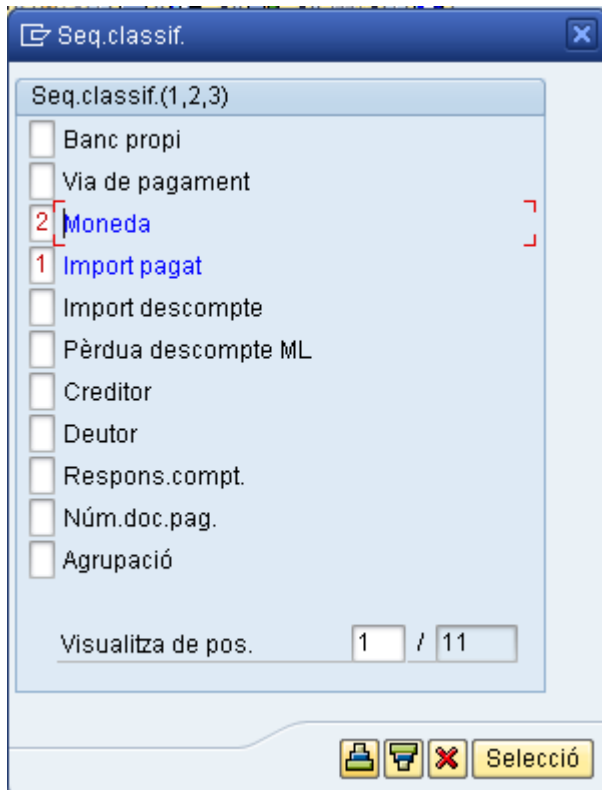 Seq.classif.
Seq.classif.(1,2,3)
Banc propi
Via de pagament
2 Moneda
1 Import pagat
Import descompte
Pèrdua descompte ML
Creditor
Deutor
Respons.compt.
Núm.doc.pag.
Agrupació
Visualitza de pos. 1 / 11
Selecció